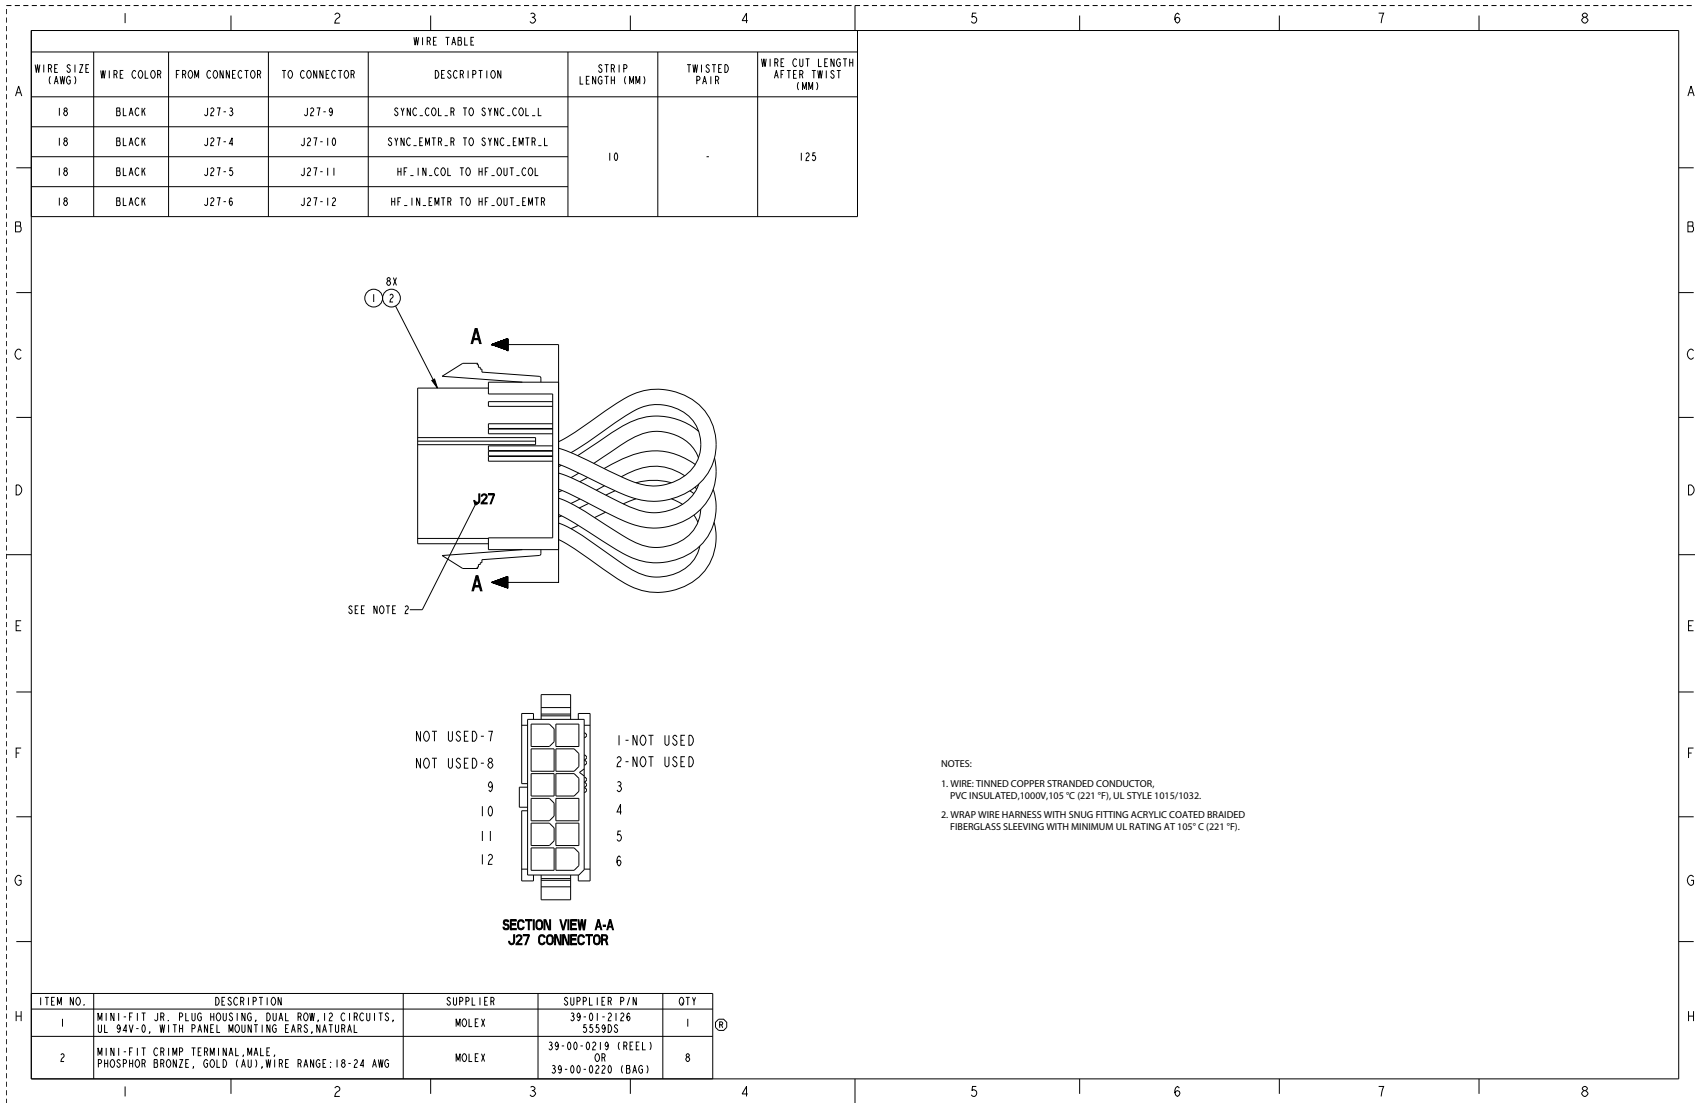 1 2 3 4 5 6 7 8
WIRE TABLE
WIRE SIZE (AWG) WIRE COLOR FROM CONNECTOR TO CONNECTOR DESCRIPTION STRIP LENGTH (MM) TWISTED PAIR WIRE CUT LENGTH AFTER TWIST (MM)
A A
18 BLACK J27-3 J27-9 SYNC_COL_R TO SYNC_COL_L
18 BLACK J27-4 J27-10 SYNC_EMTR_R TO SYNC_EMTR_L
10 - 125
18 BLACK J27-5 J27-11 HF_IN_COL TO HF_OUT_COL
18 BLACK J27-6 J27-12 HF_IN_EMTR TO HF_OUT_EMTR
B B
8X
1 2
A
C C
D D
J27
A
SEE NOTE 2
E E
NOT USED-7 1-NOT USED
NOT USED-8 2-NOT USED
F F
9 3
10 4
11 5
12 6
G G
SECTION VIEW A-A
J27 CONNECTOR
NOTES:
1. WIRE: TINNED COPPER STRANDED CONDUCTOR,
PVC INSULATED,1000V,105 °C (221 °F), UL STYLE 1015/1032.
2. WRAP WIRE HARNESS WITH SNUG FITTING ACRYLIC COATED BRAIDED
FIBERGLASS SLEEVING WITH MINIMUM UL RATING AT 105° C (221 °F).
ITEM NO. DESCRIPTION SUPPLIER SUPPLIER P/N QTY
H H
1 MINI-FIT JR. PLUG HOUSING, DUAL ROW,12 CIRCUITS, UL 94V-0, WITH PANEL MOUNTING EARS,NATURAL MOLEX 39-01-2126 5559DS 1 ®
2 MINI-FIT CRIMP TERMINAL,MALE, PHOSPHOR BRONZE, GOLD (AU),WIRE RANGE:18-24 AWG MOLEX 39-00-0219 (REEL) OR 39-00-0220 (BAG) 8
1 2 3 4 5 6 7 8